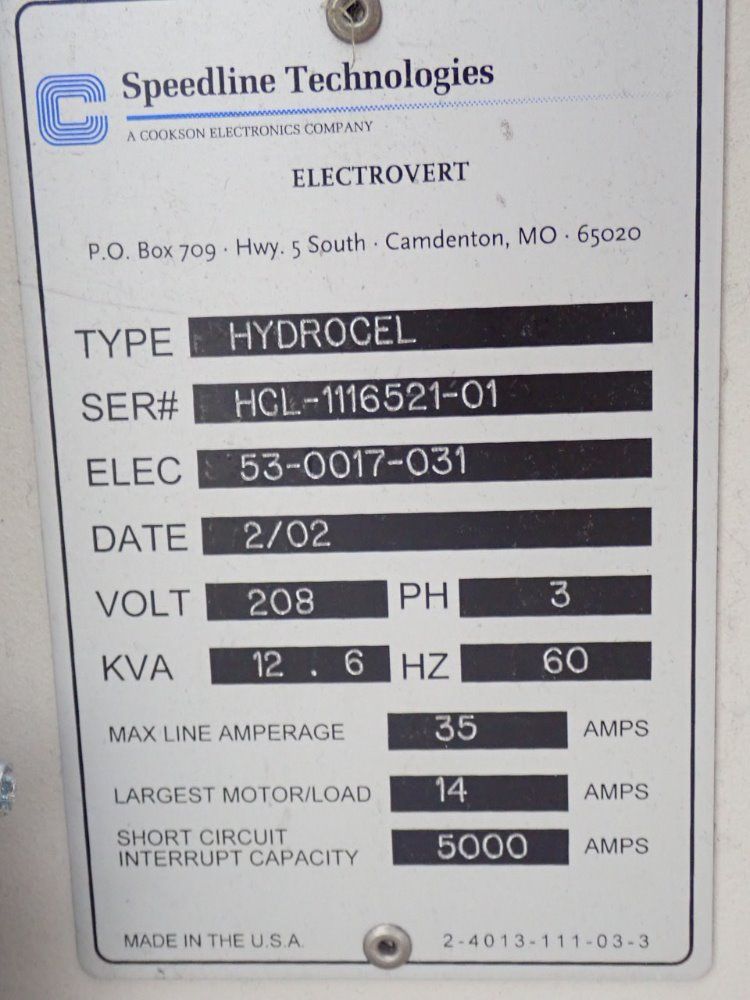 Speedline Technologies
A COOKSON ELECTRONICS COMPANY
ELECTROVERT
P.O. Box 709 · Hwy. 5 South · Camdenton, MO · 65020
TYPE HYDROCEL
SER# HCL-1116521-01
ELEC 53-0017-031
DATE 2/02
VOLT 208 PH 3
KVA 12 . 6 HZ 60
MAX LINE AMPERAGE 35 AMPS
LARGEST MOTOR/LOAD 14 AMPS
SHORT CIRCUIT
INTERRUPT CAPACITY 5000 AMPS
MADE IN THE U.S.A. 2-4013-111-03-3